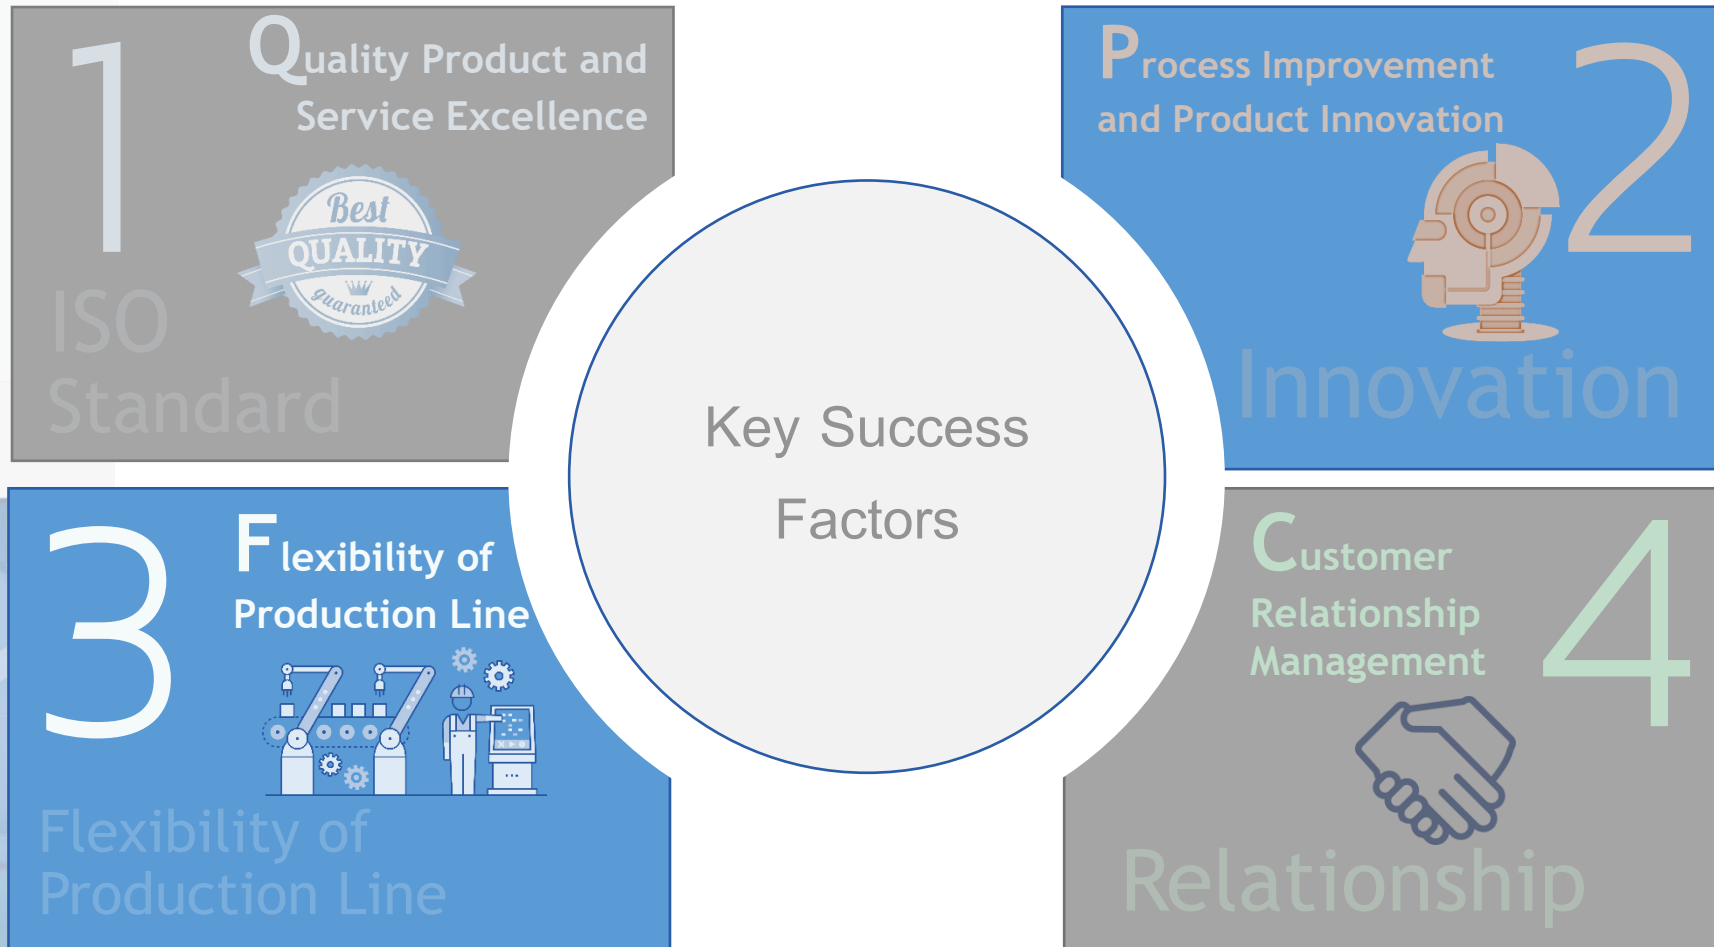 1
Quality Product and
Service Excellence
Best
QUALITY
guaranteed
ISO
Standard
2
Process Improvement
and Product Innovation
Innovation
Key Success
Factors
3
Flexibility of
Production Line
Flexibility of
Production Line
4
Customer
Relationship
Management
Relationship